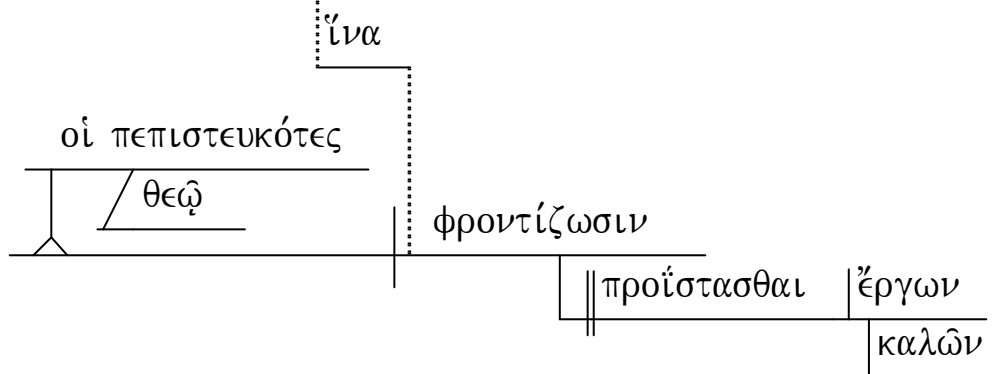 ἵνα
οἱ πεπιστευκότες
θεῷ
φροντίζωσιν
προΐστασθαι ἔργων
καλῶν